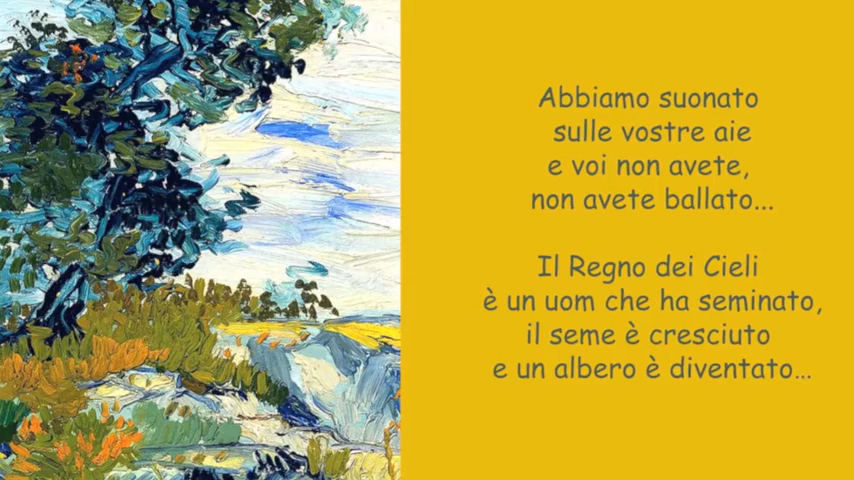 Abbiamo suonato
sulle vostre aie
e voi non avete,
non avete ballato...
Il Regno dei Cieli
è un uom che ha seminato,
il seme è cresciuto
e un albero è diventato...